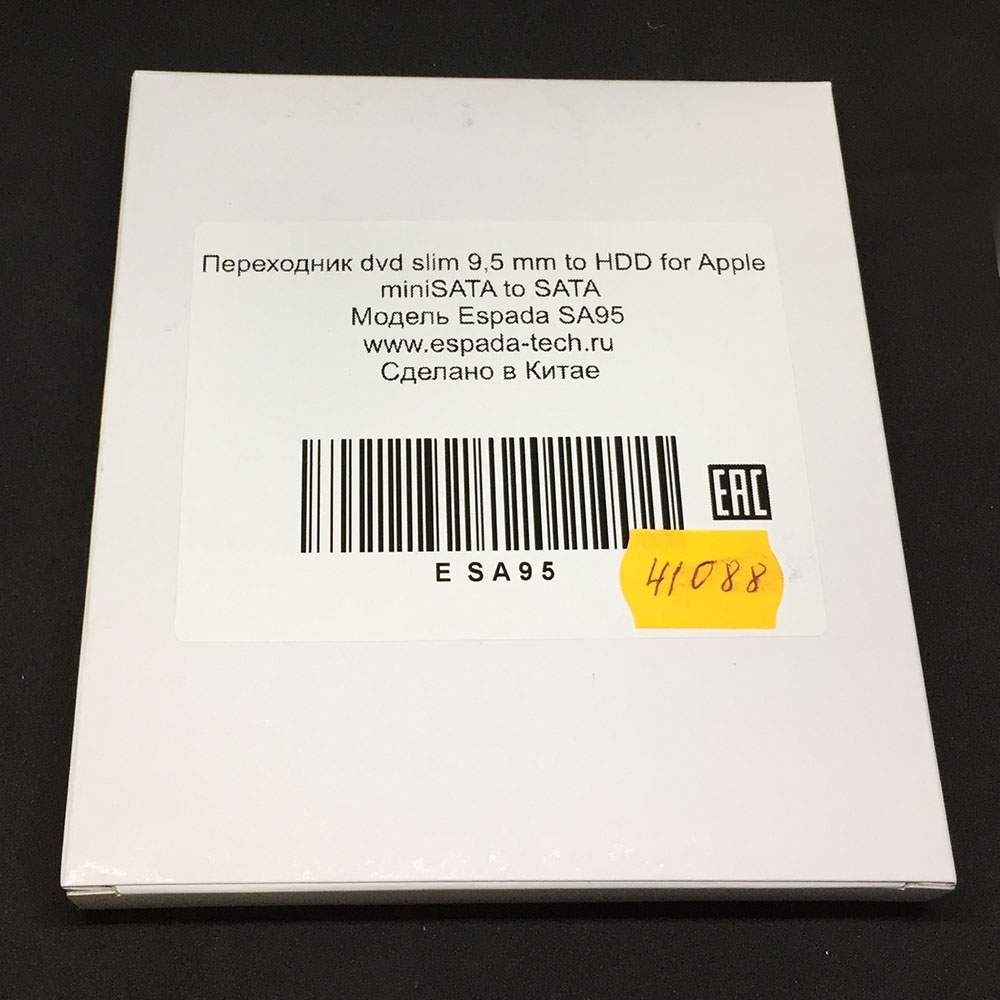 Переходник dvd slim 9,5 mm to HDD for Apple
miniSATA to SATA
Модель Espada SA95
www.espada-tech.ru
Сделано в Китае
EAC
E SA95
41088